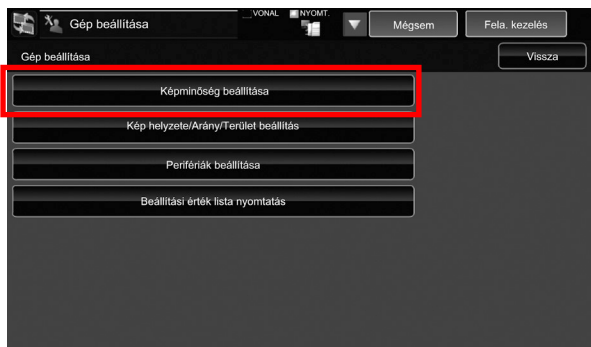 VONAL NYOMT.
Gép beállítása Mégsem Fela. kezelés
Gép beállítása Vissza
Képminőség beállítása
Kép helyzete/Arány/Terület beállítás
Perifériák beállítása
Beállítási érték lista nyomtatás